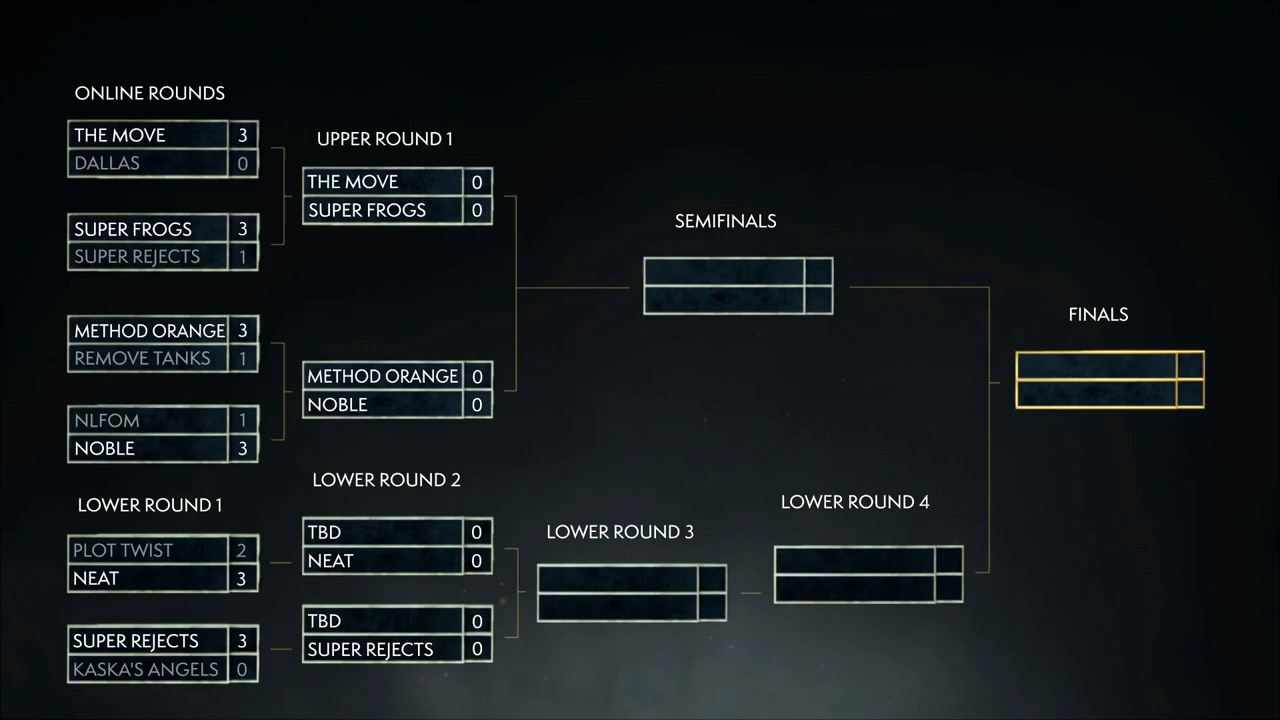 ONLINE ROUNDS
THE MOVE 3
DALLAS 0
SUPER FROGS 3
SUPER REJECTS 1
METHOD ORANGE 3
REMOVE TANKS 1
NLFOM 1
NOBLE 3
LOWER ROUND 1
PLOT TWIST 2
NEAT 3
SUPER REJECTS 3
KASKA'S ANGELS 0
UPPER ROUND 1
THE MOVE 0
SUPER FROGS 0
METHOD ORANGE 0
NOBLE 0
LOWER ROUND 2
TBD 0
NEAT 0
TBD 0
SUPER REJECTS 0
SEMIFINALS
LOWER ROUND 3
LOWER ROUND 4
FINALS